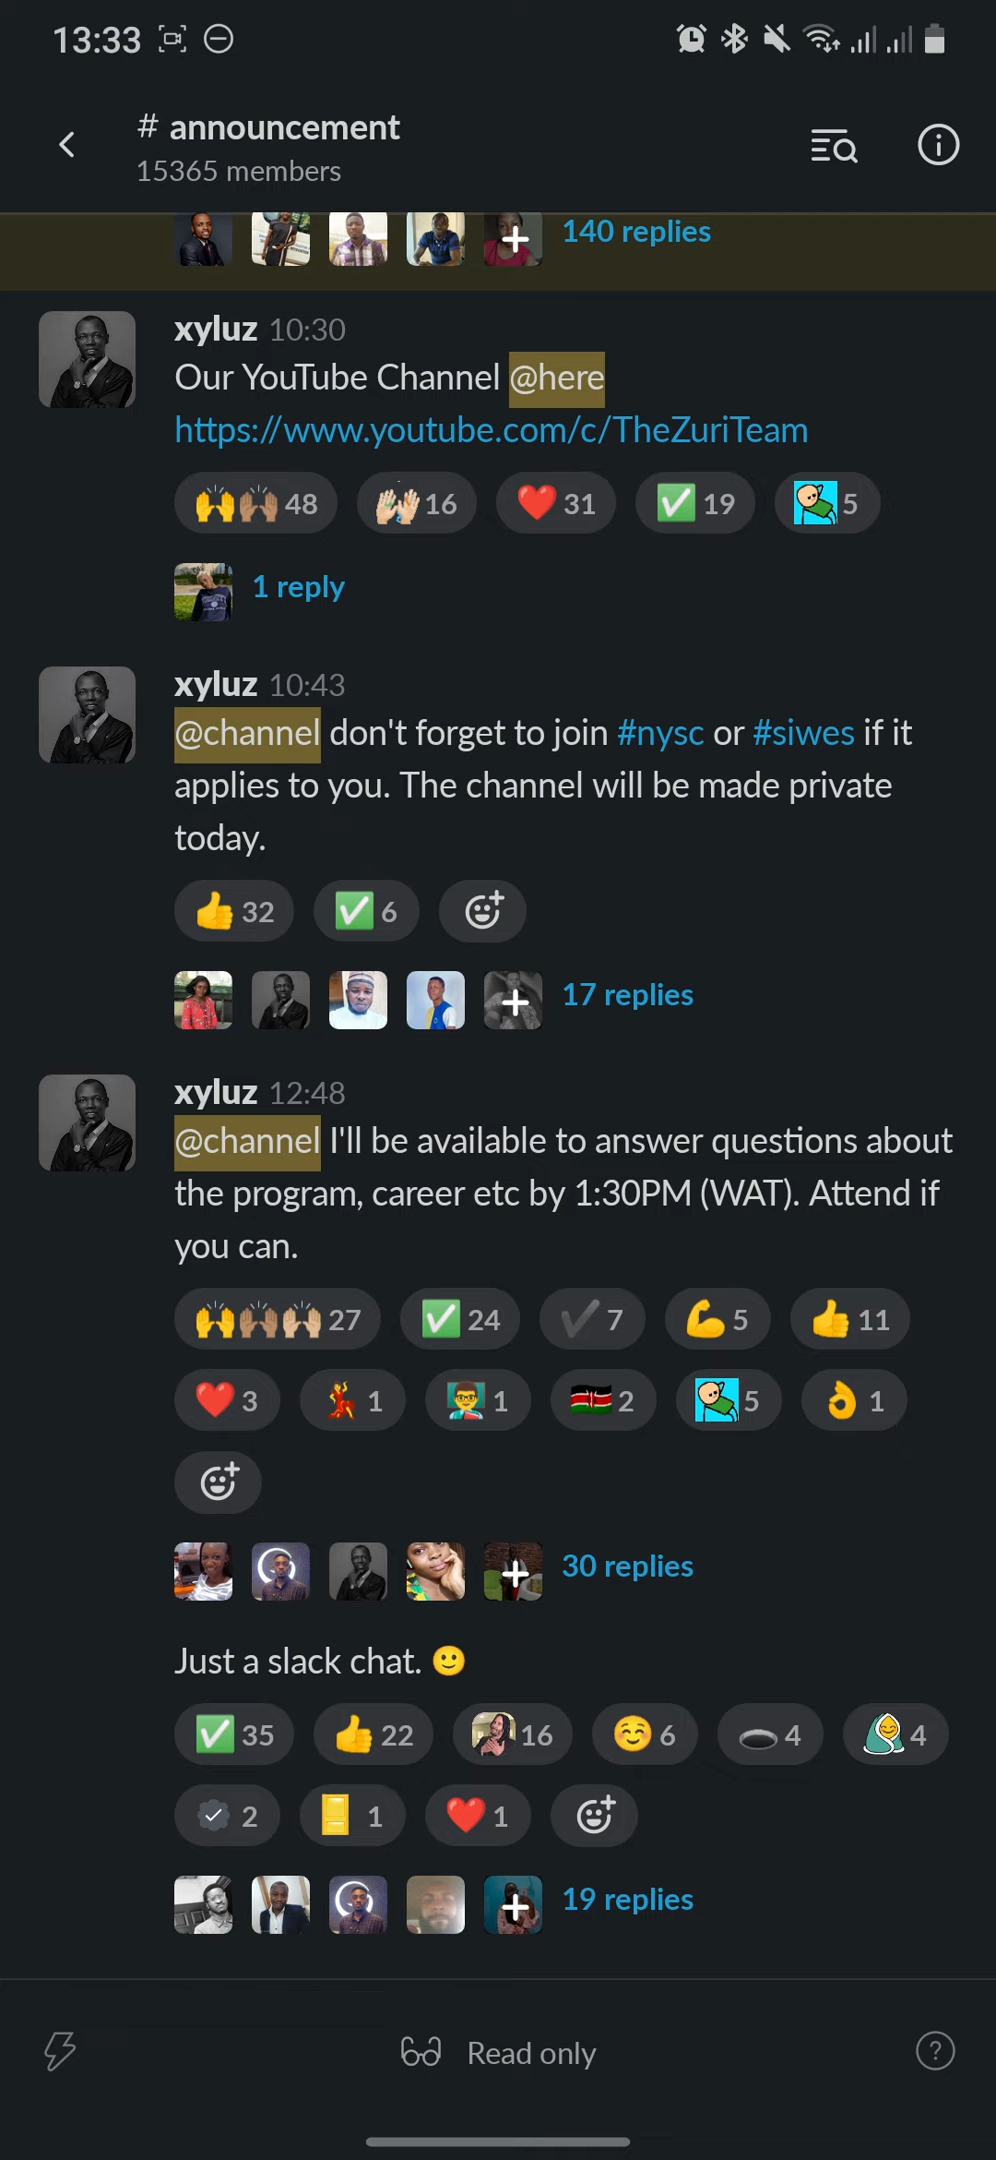 13:33
# announcement
15365 members
140 replies
xyluz 10:30
Our YouTube Channel @here
https://www.youtube.com/c/TheZuriTeam
48 16 31 19 5
1 reply
xyluz 10:43
@channel don't forget to join #nysc or #siwes if it
applies to you. The channel will be made private
today.
32 6
17 replies
xyluz 12:48
@channel I'll be available to answer questions about
the program, career etc by 1:30PM (WAT). Attend if
you can.
27 24 7 5 11
3 1 1 2 5 1
30 replies
Just a slack chat.
35 22 16 6 4 4
2 1 1
19 replies
Read only